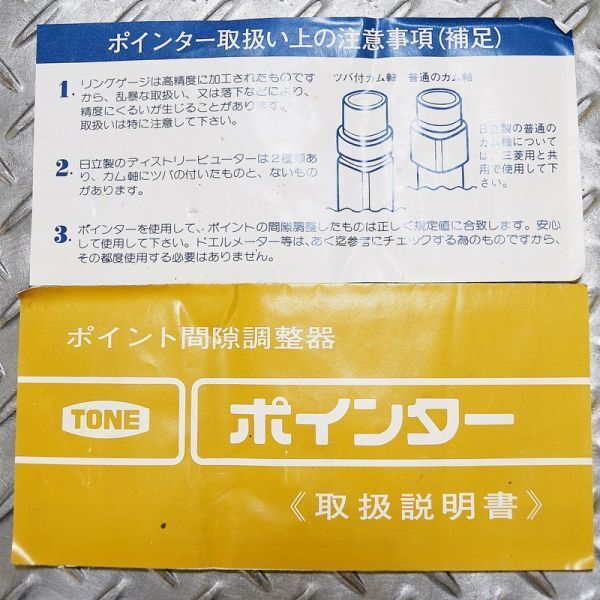 ポインター取扱い上の注意事項(補足)
1. リングゲージは高精度に加工されたものです
から、乱暴な取扱い、又は落下などにより、
精度にくるいが生じることがあります。
取扱いは特に注意して下さい。
2. 日立製のディストリービューターは2種類あ
り、カム軸にツバの付いたものと、ないもの
があります。
ツバ付カム軸 普通のカム軸
日立製の普通の
カム軸について
は、三菱用と共
用で使用して下
さい。
3. ポインターを使用して、ポイントの間隙調整したものは正しく規定値に合致します。安心
して使用して下さい。ドエルメーター等は、あく迄参考にチェックする為のものですから、
その都度使用する必要はありません。
ポイント間隙調整器
TONE
ポインター
《取扱説明書》